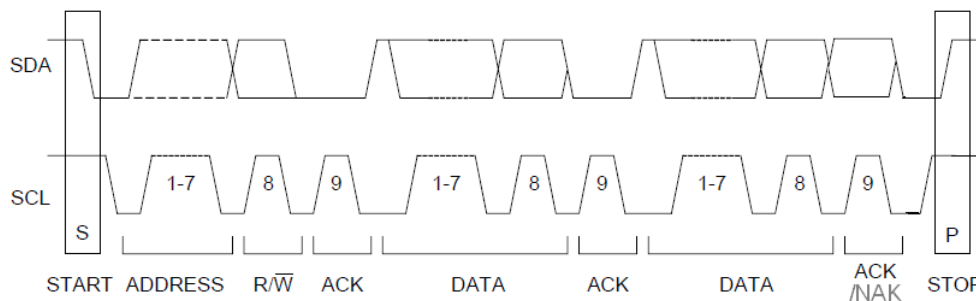 SDA
SCL
1-7 8 9 1-7 8 9 1-7 8 9
S P
START ADDRESS R/W̅ ACK DATA ACK DATA ACK/NAK STOP